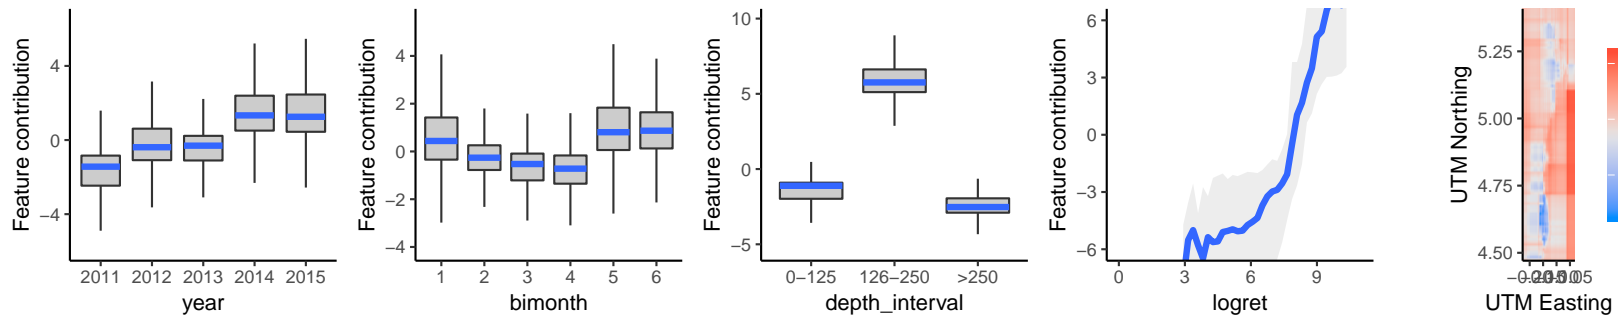 Feature contribution
4
0
−4
2011 2012 2013 2014 2015
year
Feature contribution
4
2
0
−2
−4
1 2 3 4 5 6
bimonth
Feature contribution
10
5
0
−5
0−125 126−250 >250
depth_interval
Feature contribution
6
3
0
−3
−6
0 3 6 9
logret
UTM Northing
5.25
5.00
4.75
4.50
UTM Easting